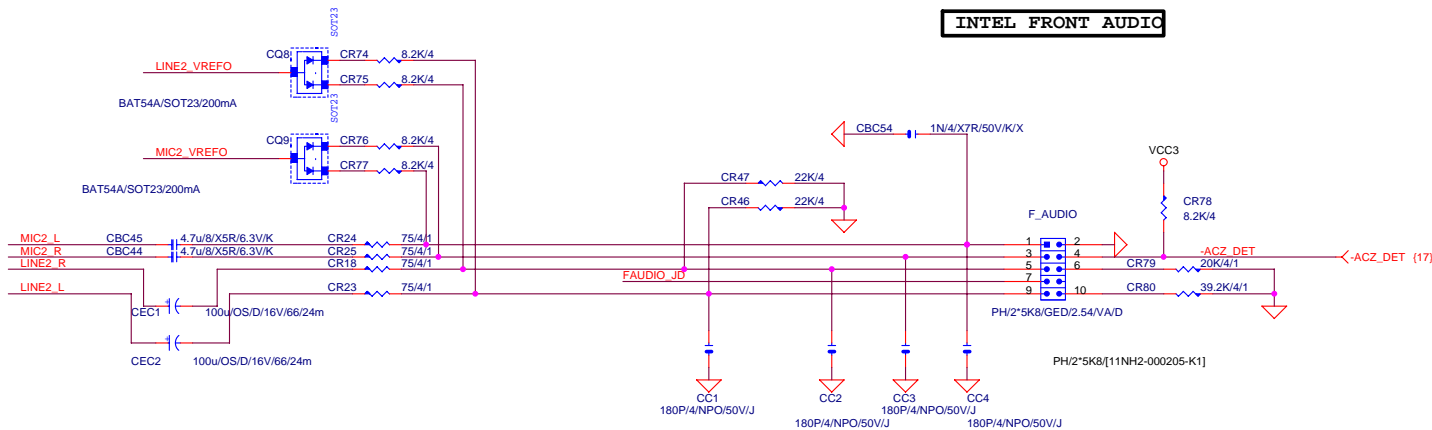 INTEL FRONT AUDIO
SOT23
CQ8
CR74 8.2K/4
LINE2_VREFO
CR75 8.2K/4
BAT54A/SOT23/200mA
SOT23
CQ9
CR76 8.2K/4
MIC2_VREFO
CR77 8.2K/4
BAT54A/SOT23/200mA
CBC54 1N/4/X7R/50V/K/X
VCC3
CR47 22K/4
CR46 22K/4
CR78
8.2K/4
F_AUDIO
MIC2_L CBC45 4.7u/8/X5R/6.3V/K CR24 75/4/1
MIC2_R CBC44 4.7u/8/X5R/6.3V/K CR25 75/4/1
LINE2_R CR18 75/4/1
LINE2_L CR23 75/4/1
FAUDIO_JD
1 2
3 4
5 6
7
9 10
-ACZ_DET
-ACZ_DET {17}
CR79 20K/4/1
CR80 39.2K/4/1
CEC1 100u/OS/D/16V/66/24m
CEC2 100u/OS/D/16V/66/24m
PH/2*5K8/GED/2.54/VA/D
PH/2*5K8/[11NH2-000205-K1]
CC1
180P/4/NPO/50V/J
CC2
180P/4/NPO/50V/J
CC3
180P/4/NPO/50V/J
CC4
180P/4/NPO/50V/J